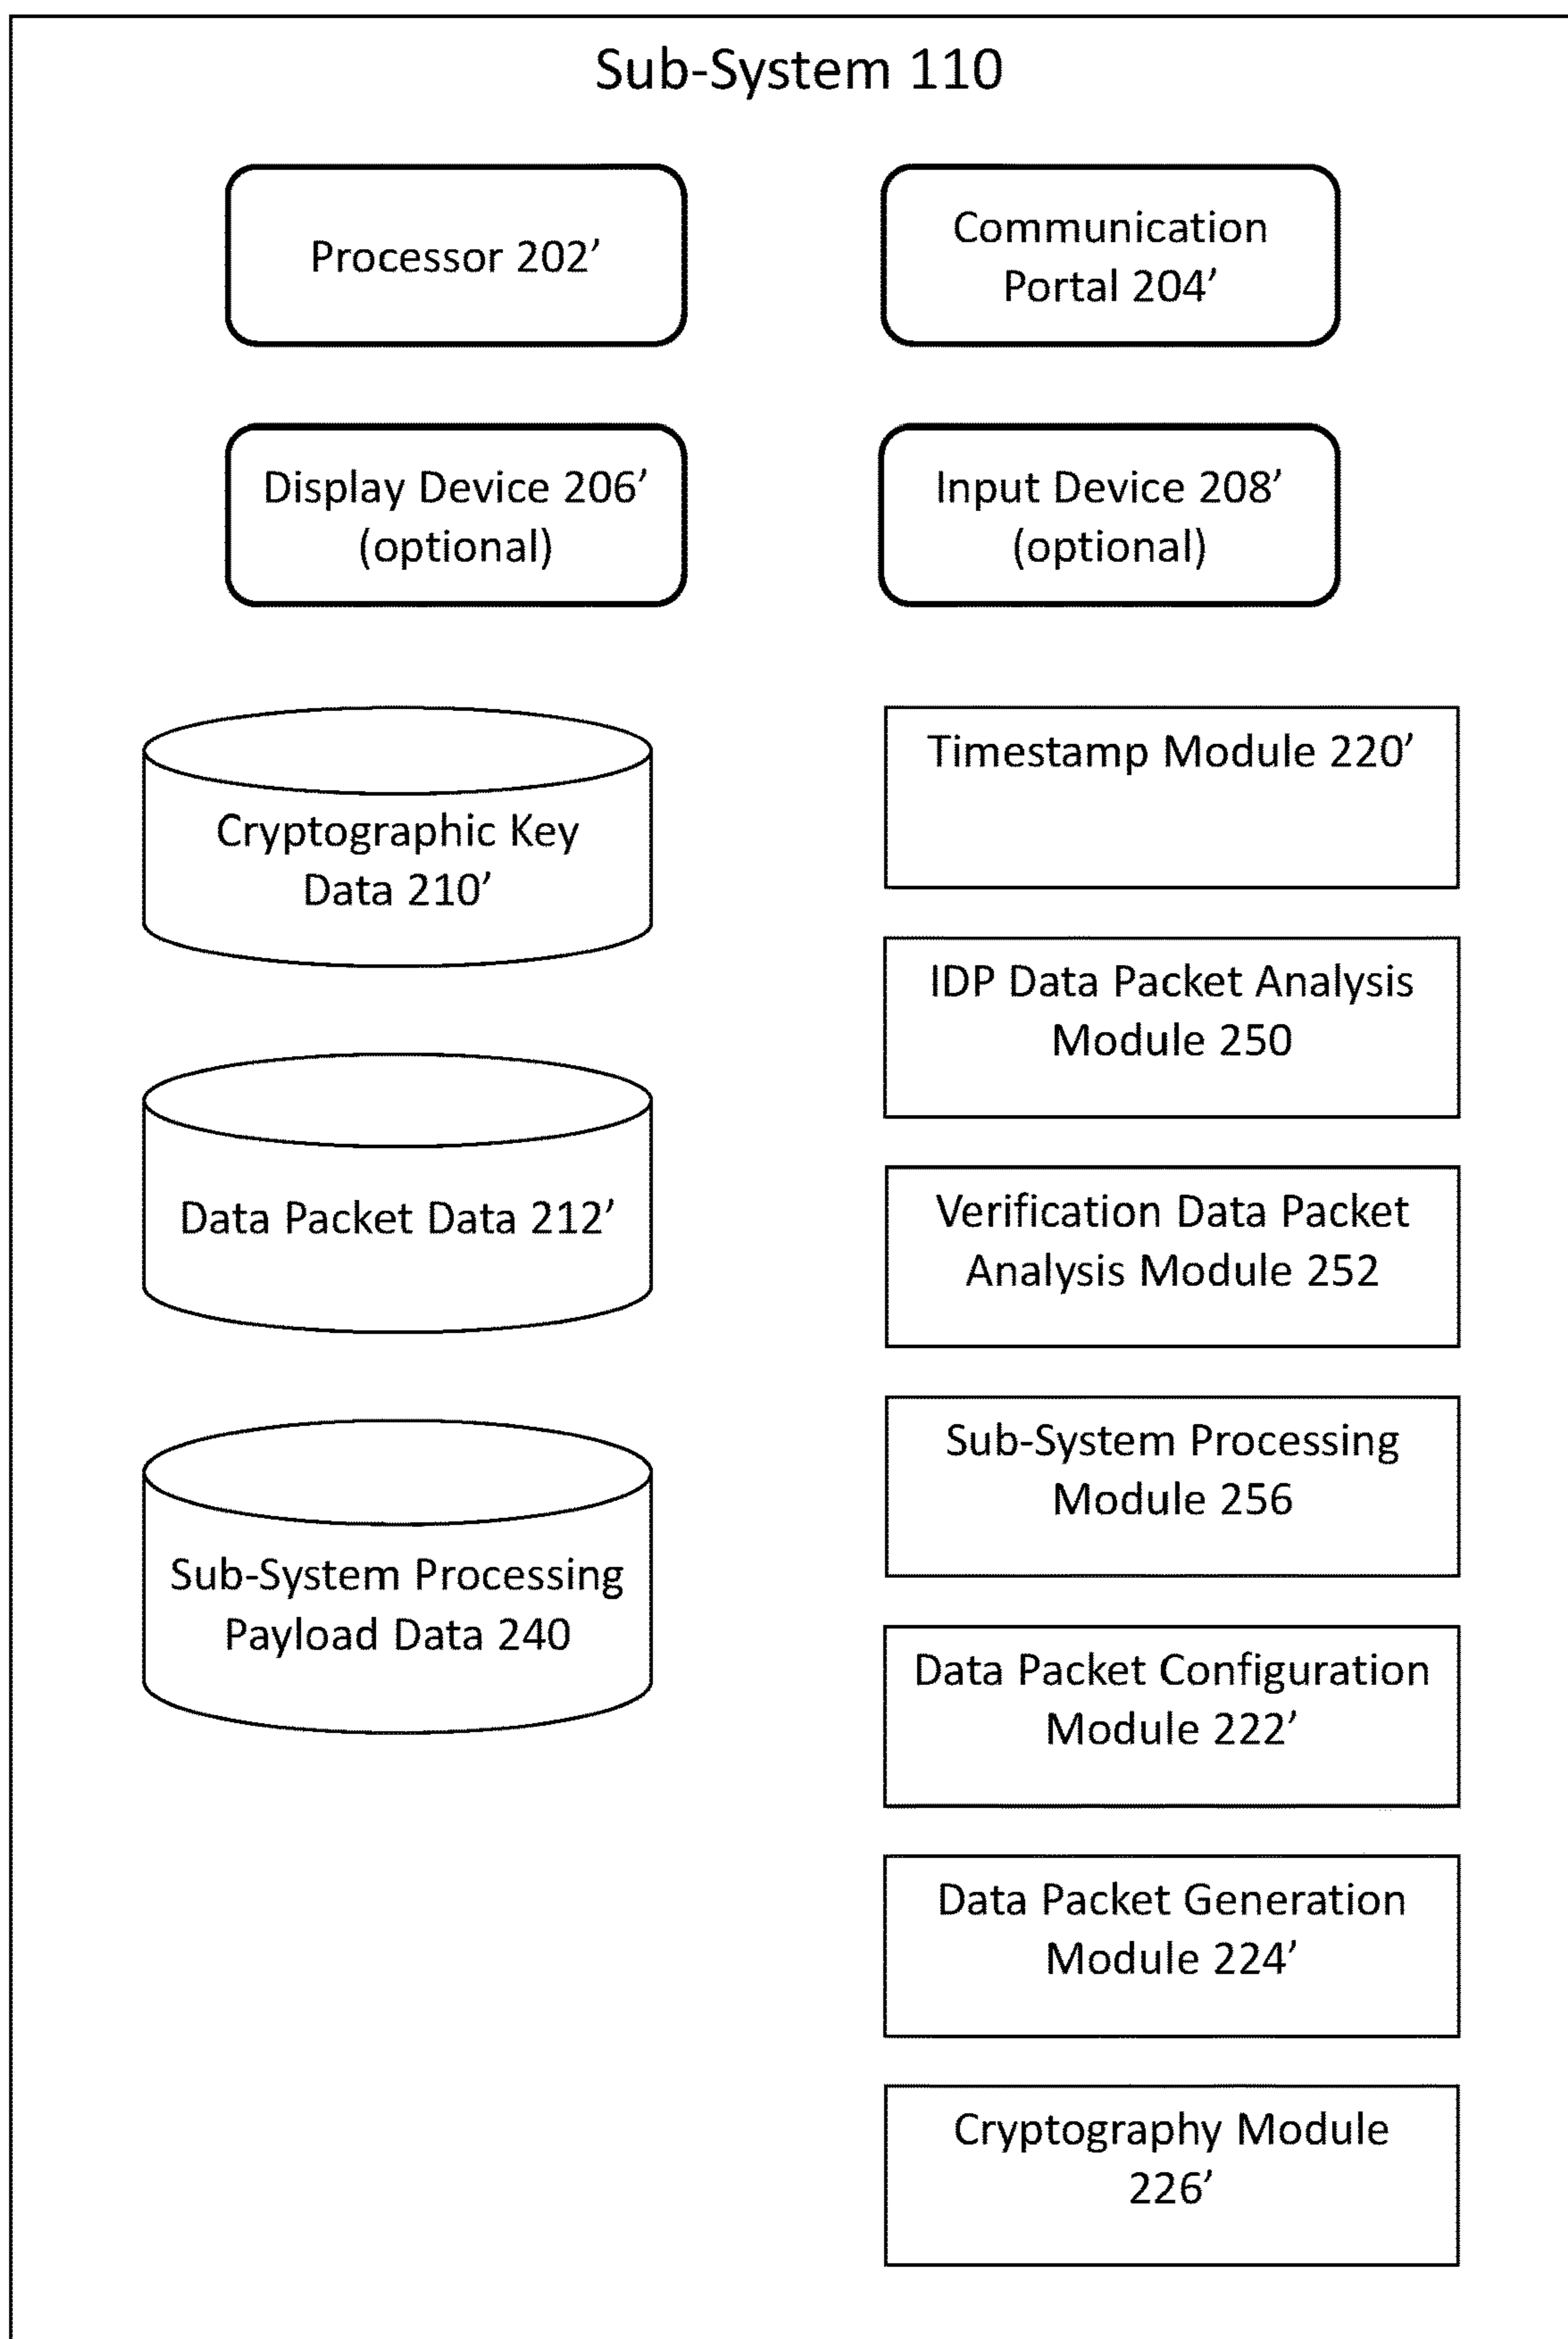 Sub-System 110
Processor 202’
Communication
Portal 204’
Display Device 206’
(optional)
Input Device 208’
(optional)
Cryptographic Key
Data 210’
Data Packet Data 212’
Sub-System Processing
Payload Data 240
Timestamp Module 220’
IDP Data Packet Analysis
Module 250
Verification Data Packet
Analysis Module 252
Sub-System Processing
Module 256
Data Packet Configuration
Module 222’
Data Packet Generation
Module 224’
Cryptography Module
226’